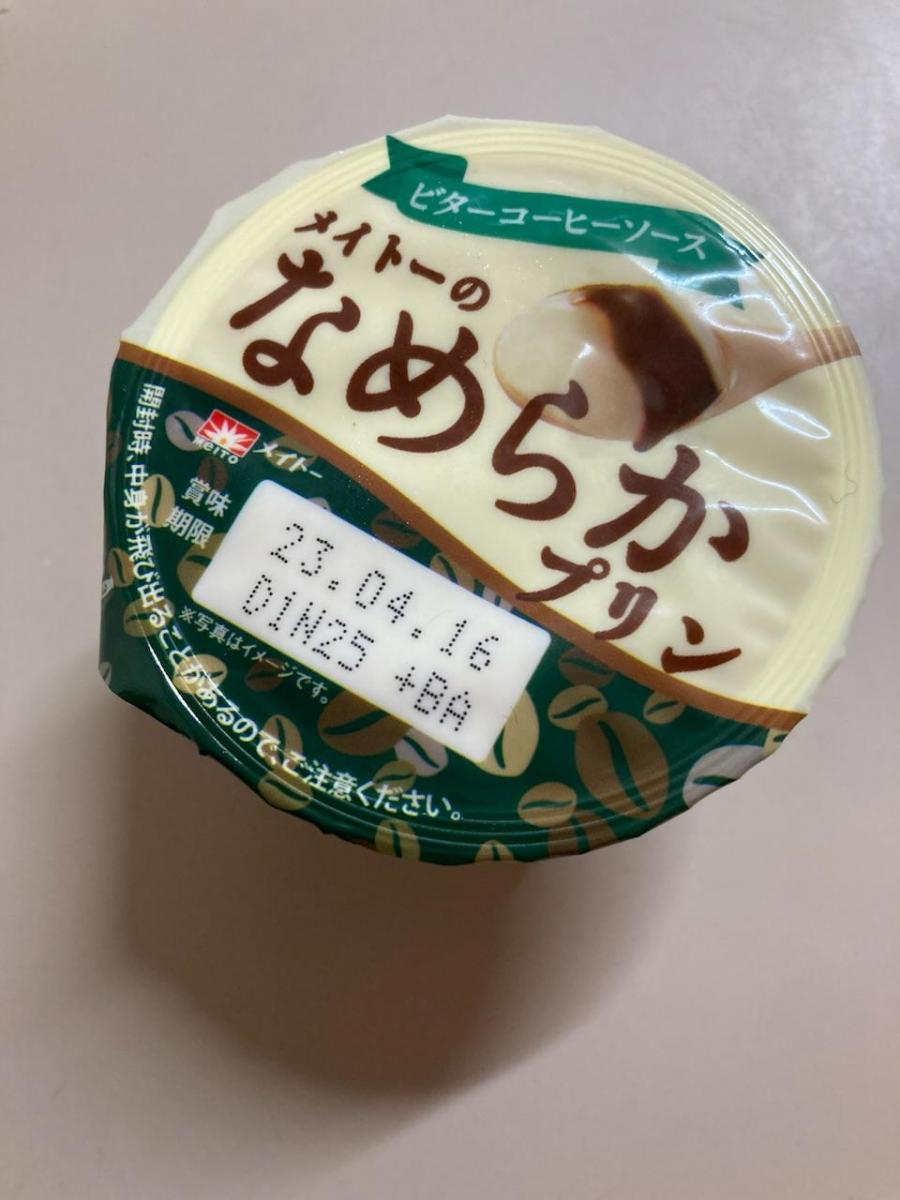 ビターコーヒーソース
メイトーの
なめらか
プリン
MEITO
メイトー
賞味
期限
23.04.16
D1N25 +BA
※写真はイメージです。
開封時、中身が飛び出ることがあるので、ご注意ください。